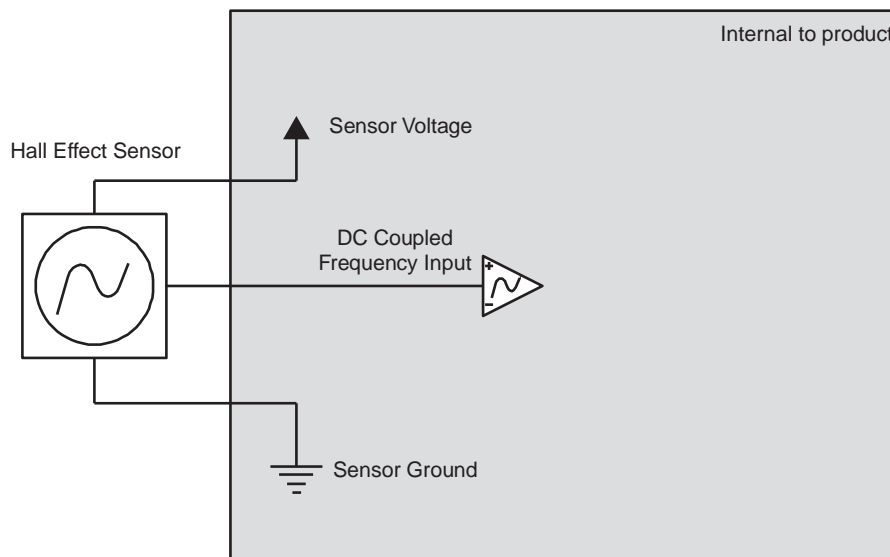 Internal to product
Sensor Voltage
Hall Effect Sensor
DC Coupled
Frequency Input
Sensor Ground